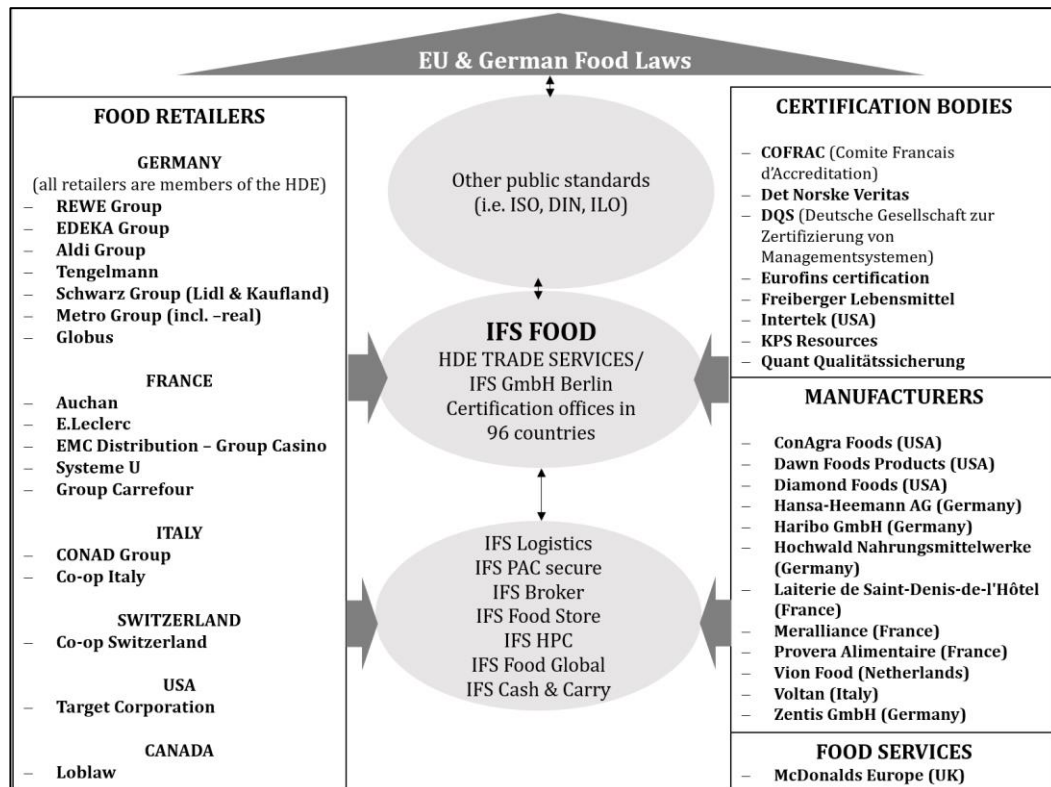 EU & German Food Laws
FOOD RETAILERS
GERMANY
(all retailers are members of the HDE)
– REWE Group
– EDEKA Group
– Aldi Group
– Tengelmann
– Schwarz Group (Lidl & Kaufland)
– Metro Group (incl. –real)
– Globus
FRANCE
– Auchan
– E.Leclerc
– EMC Distribution – Group Casino
– Systeme U
– Group Carrefour
ITALY
– CONAD Group
– Co-op Italy
SWITZERLAND
– Co-op Switzerland
USA
– Target Corporation
CANADA
– Loblaw
Other public standards
(i.e. ISO, DIN, ILO)
IFS FOOD
HDE TRADE SERVICES/
IFS GmbH Berlin
Certification offices in
96 countries
IFS Logistics
IFS PAC secure
IFS Broker
IFS Food Store
IFS HPC
IFS Food Global
IFS Cash & Carry
CERTIFICATION BODIES
– COFRAC (Comite Francais
d'Accreditation)
– Det Norske Veritas
– DQS (Deutsche Gesellschaft zur
Zertifizierung von
Managementsystemen)
– Eurofins certification
– Freiberger Lebensmittel
– Intertek (USA)
– KPS Resources
– Quant Qualitätssicherung
MANUFACTURERS
– ConAgra Foods (USA)
– Dawn Foods Products (USA)
– Diamond Foods (USA)
– Hansa-Heemann AG (Germany)
– Haribo GmbH (Germany)
– Hochwald Nahrungsmittelwerke
(Germany)
– Laiterie de Saint-Denis-de-l'Hôtel
(France)
– Meralliance (France)
– Provera Alimentaire (France)
– Vion Food (Netherlands)
– Voltan (Italy)
– Zentis GmbH (Germany)
FOOD SERVICES
– McDonalds Europe (UK)